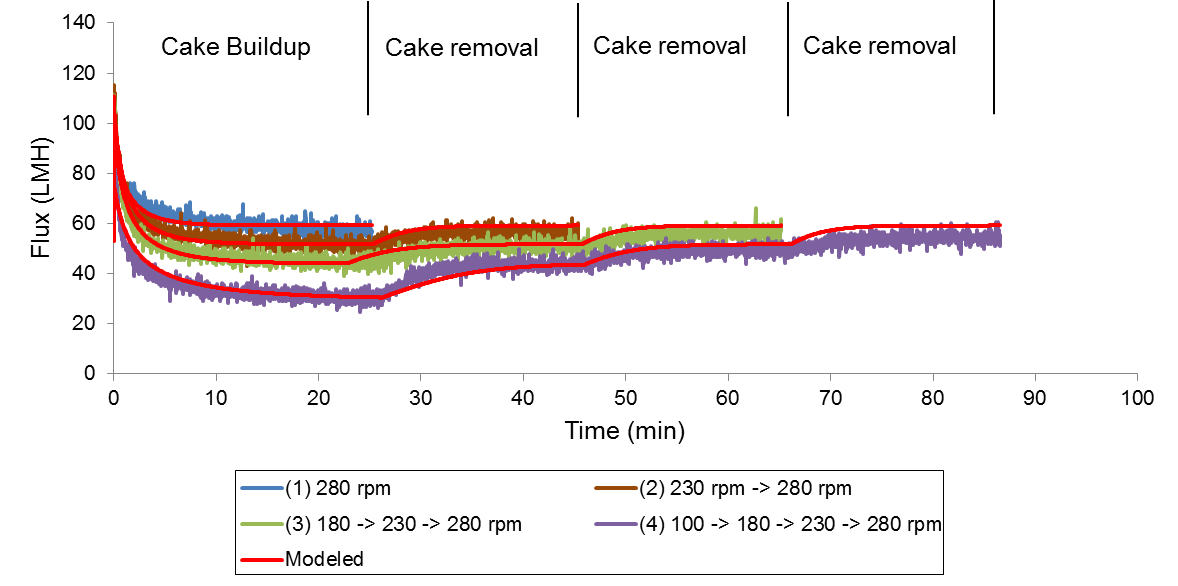 140
Cake Buildup
Cake removal
Cake removal
Cake removal
120
100
80
60
40
20
0
Flux (LMH)
0 10 20 30 40 50 60 70 80 90 100
Time (min)
(1) 280 rpm
(2) 230 rpm -> 280 rpm
(3) 180 -> 230 -> 280 rpm
(4) 100 -> 180 -> 230 -> 280 rpm
Modeled